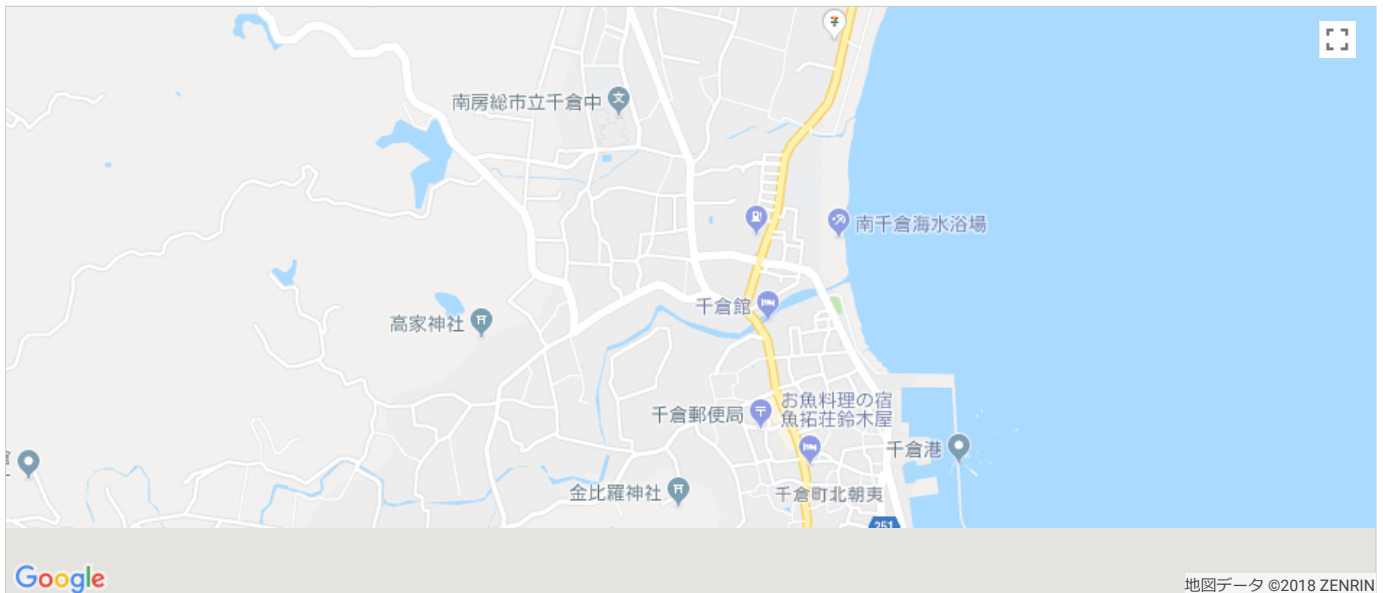 南房総市立千倉中
南千倉海水浴場
千倉館
高家神社
お魚料理の宿
魚拓荘鈴木屋
千倉郵便局
千倉港
金比羅神社
千倉町北朝夷
251
Google
地図データ ©2018 ZENRIN